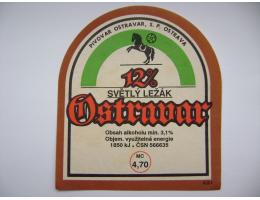 PIVOVAR OSTRAVAR, S. P. OSTRAVA
12%
SVĚTLÝ LEŽÁK
Ostravar
Obsah alkoholu min. 3,1%
Objem. využitelná energie
1850 kJ . ČSN 566635
MC
4,70